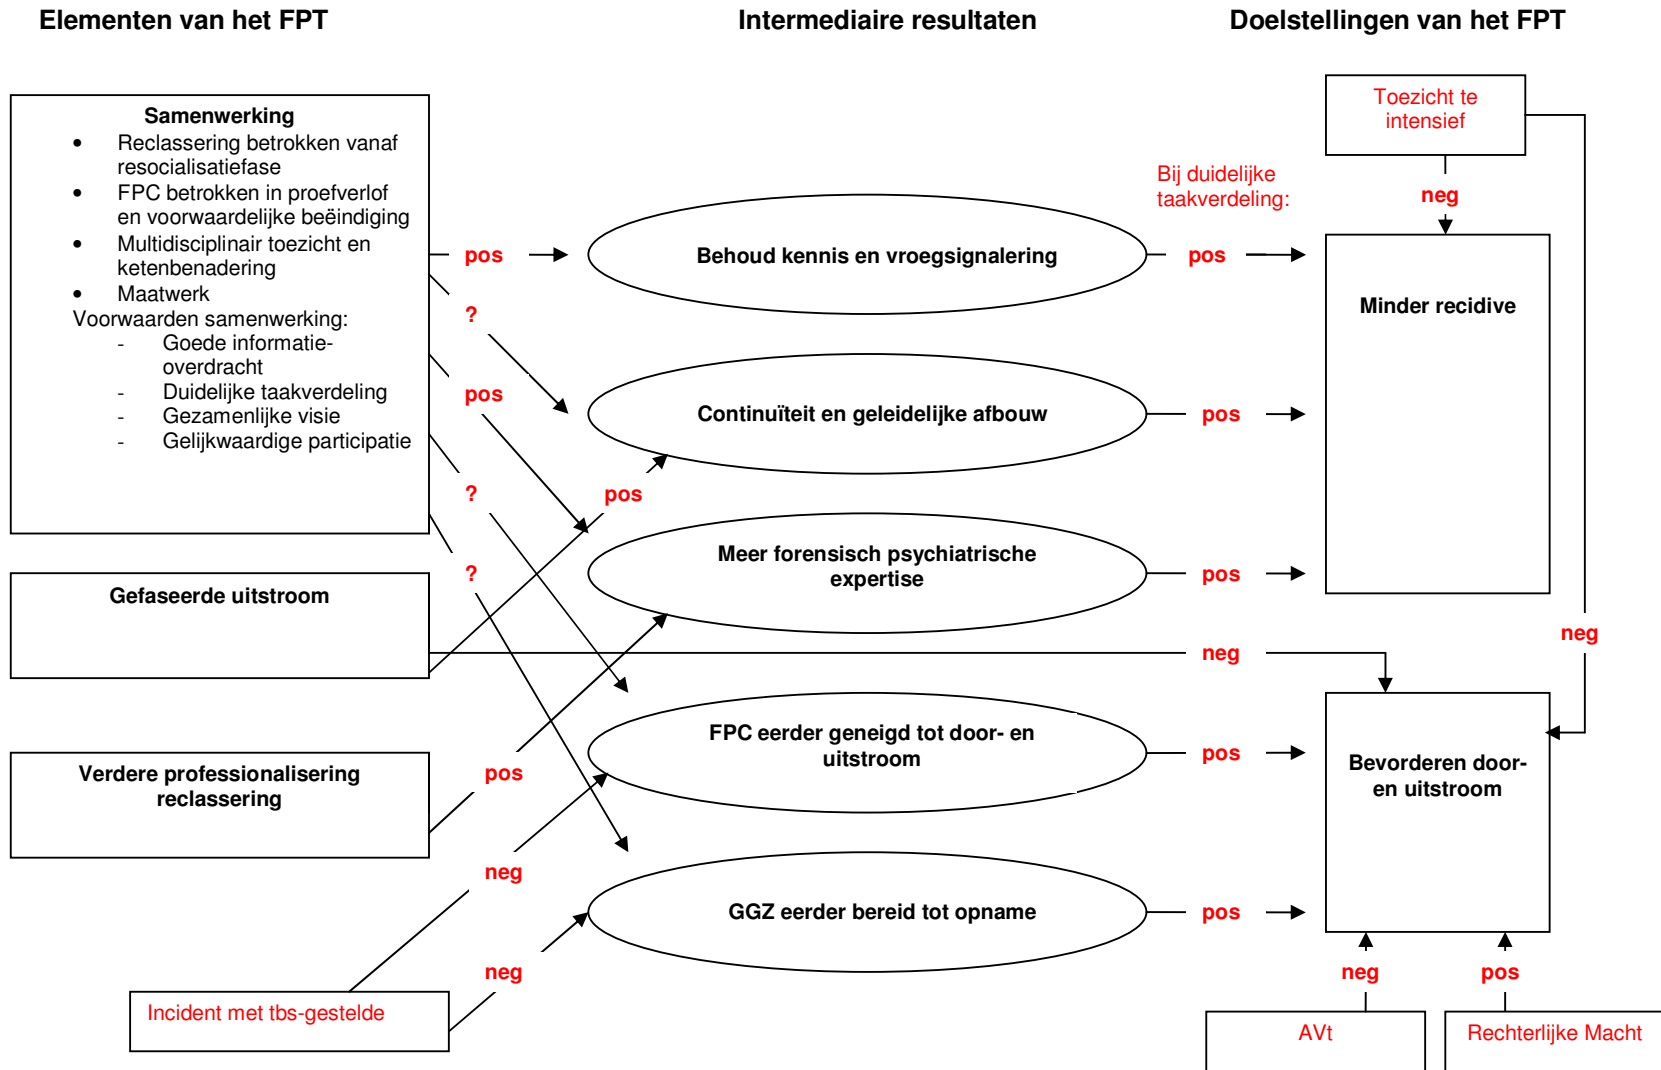 Elementen van het FPT
Intermediaire resultaten
Doelstellingen van het FPT
Samenwerking
• Reclassering betrokken vanaf
resocialisatiefase
• FPC betrokken in proefverlof
en voorwaardelijke beëindiging
• Multidisciplinair toezicht en
ketenbenadering
• Maatwerk
Voorwaarden samenwerking:
- Goede informatie-
overdracht
- Duidelijke taakverdeling
- Gezamenlijke visie
- Gelijkwaardige participatie
Gefaseerde uitstroom
Verdere professionalisering
reclassering
Incident met tbs-gestelde
pos
?
pos
?
pos
?
pos
neg
neg
Behoud kennis en vroegsignalering
Continuïteit en geleidelijke afbouw
Meer forensisch psychiatrische
expertise
FPC eerder geneigd tot door- en
uitstroom
GGZ eerder bereid tot opname
Bij duidelijke
taakverdeling:
pos
pos
pos
neg
pos
pos
Toezicht te
intensief
neg
Minder recidive
neg
Bevorderen door-
en uitstroom
neg
pos
AVt
Rechterlijke Macht